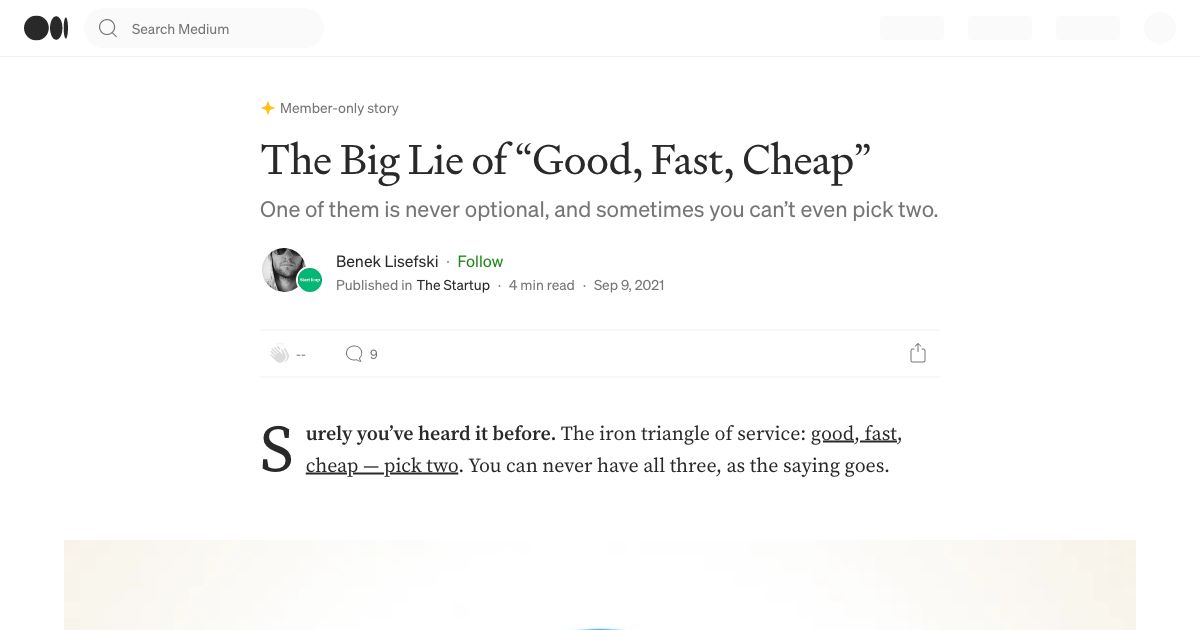 Search Medium
Member-only story
The Big Lie of “Good, Fast, Cheap”
One of them is never optional, and sometimes you can’t even pick two.
Benek Lisefski · Follow
Published in The Startup · 4 min read · Sep 9, 2021
-- 9
Surely you’ve heard it before. The iron triangle of service: good, fast,
cheap — pick two. You can never have all three, as the saying goes.